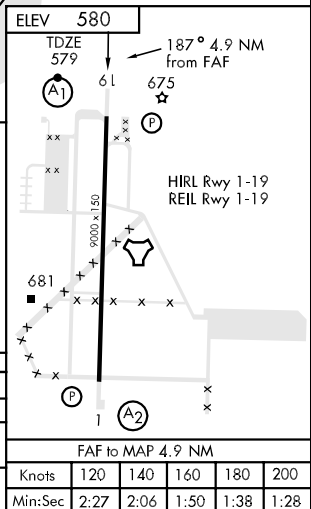 ELEV 580
TDZE
579
187° 4.9 NM
from FAF
A1
19
675
P
HIRL Rwy 1-19
REIL Rwy 1-19
9000 x 150
681
P
1
A2
FAF to MAP 4.9 NM
Knots 120 140 160 180 200
Min:Sec 2:27 2:06 1:50 1:38 1:28